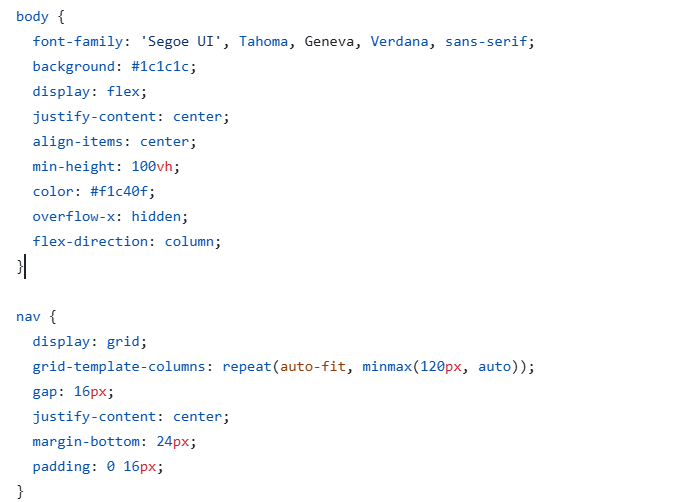 body {
  font-family: 'Segoe UI', Tahoma, Geneva, Verdana, sans-serif;
  background: #1c1c1c;
  display: flex;
  justify-content: center;
  align-items: center;
  min-height: 100vh;
  color: #f1c40f;
  overflow-x: hidden;
  flex-direction: column;
}

nav {
  display: grid;
  grid-template-columns: repeat(auto-fit, minmax(120px, auto));
  gap: 16px;
  justify-content: center;
  margin-bottom: 24px;
  padding: 0 16px;
}